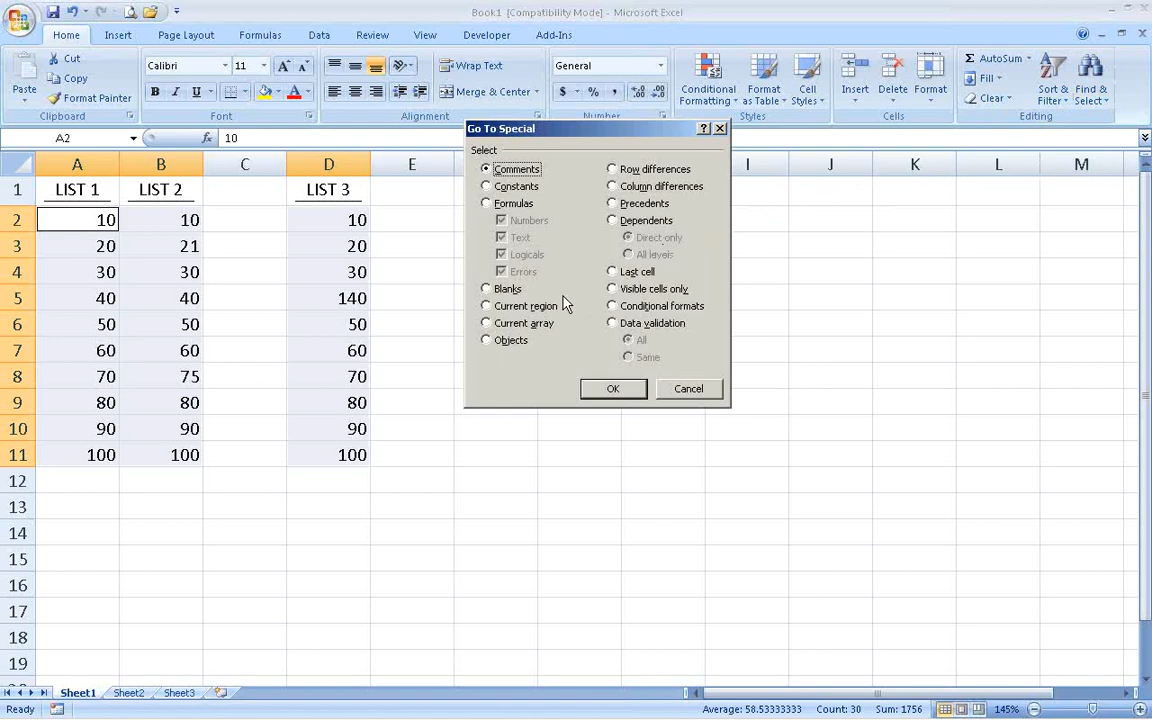 Book1 [Compatibility Mode] - Microsoft Excel
Home Insert Page Layout Formulas Data Review View Developer Add-Ins
Paste
Cut
Copy
Format Painter
Clipboard
Calibri 11 A A
B I U A
Font
Wrap Text
Merge & Center
Alignment
General
$ % ,
Number
Conditional Formatting
Format as Table
Cell Styles
Styles
Insert Delete Format
Cells
Σ AutoSum
Fill
Clear
Sort & Filter
Find & Select
Editing
A2 fx 10
A B C D E I J K L M
1 LIST 1 LIST 2 LIST 3
2 10 10 10
3 20 21 20
4 30 30 30
5 40 40 140
6 50 50 50
7 60 60 60
8 70 75 70
9 80 80 80
10 90 90 90
11 100 100 100
12
13
14
15
16
17
18
19
Go To Special ?
Select
Comments
Constants
Formulas
Numbers
Text
Logicals
Errors
Blanks
Current region
Current array
Objects
Row differences
Column differences
Precedents
Dependents
Direct only
All levels
Last cell
Visible cells only
Conditional formats
Data validation
All
Same
OK Cancel
Sheet1 Sheet2 Sheet3
Ready Average: 58.53333333 Count: 30 Sum: 1756 145%